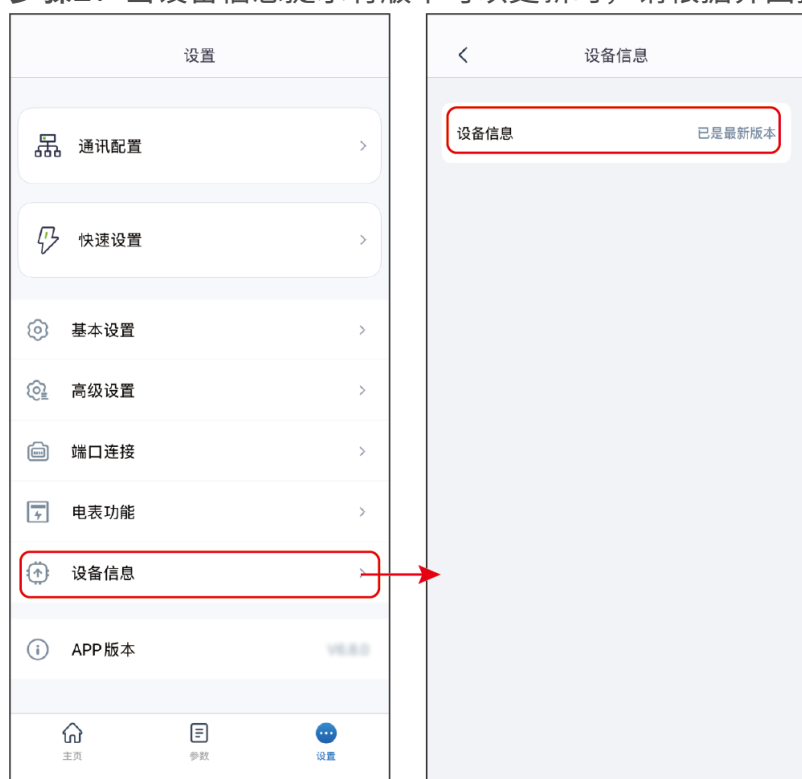 设置
通讯配置
快速设置
基本设置
高级设置
端口连接
电表功能
设备信息
APP版本
主页
参数
设置
设备信息
设备信息
已是最新版本